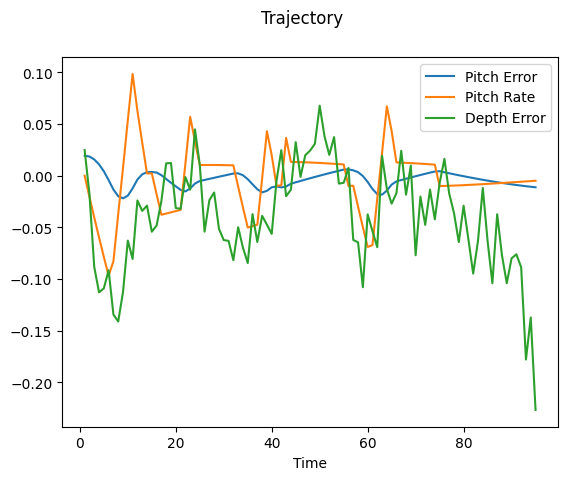 Trajectory
Pitch Error
Pitch Rate
Depth Error
0.10
0.05
0.00
−0.05
−0.10
−0.15
−0.20
0 20 40 60 80
Time